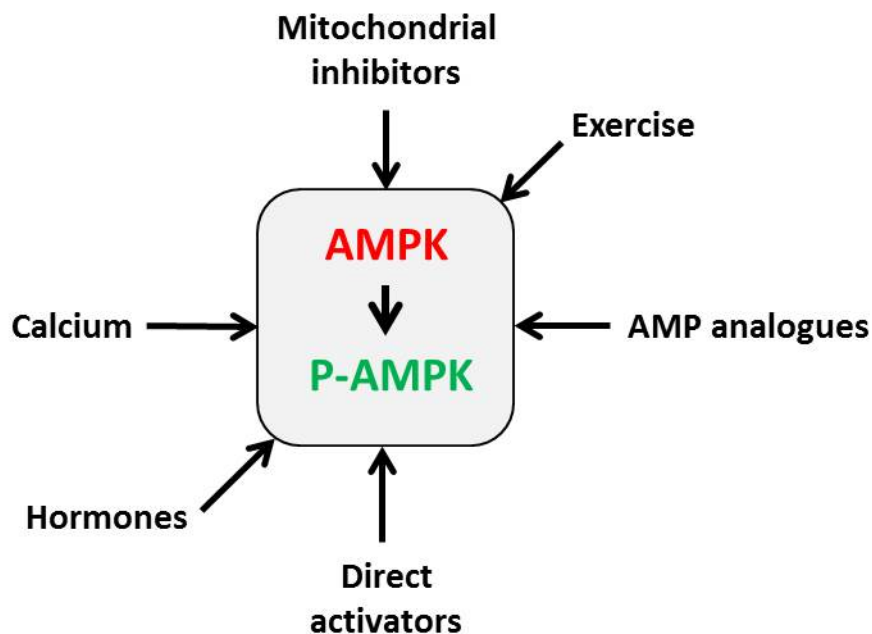 Mitochondrial
inhibitors
Exercise
AMPK
Calcium
AMP analogues
P-AMPK
Hormones
Direct
activators